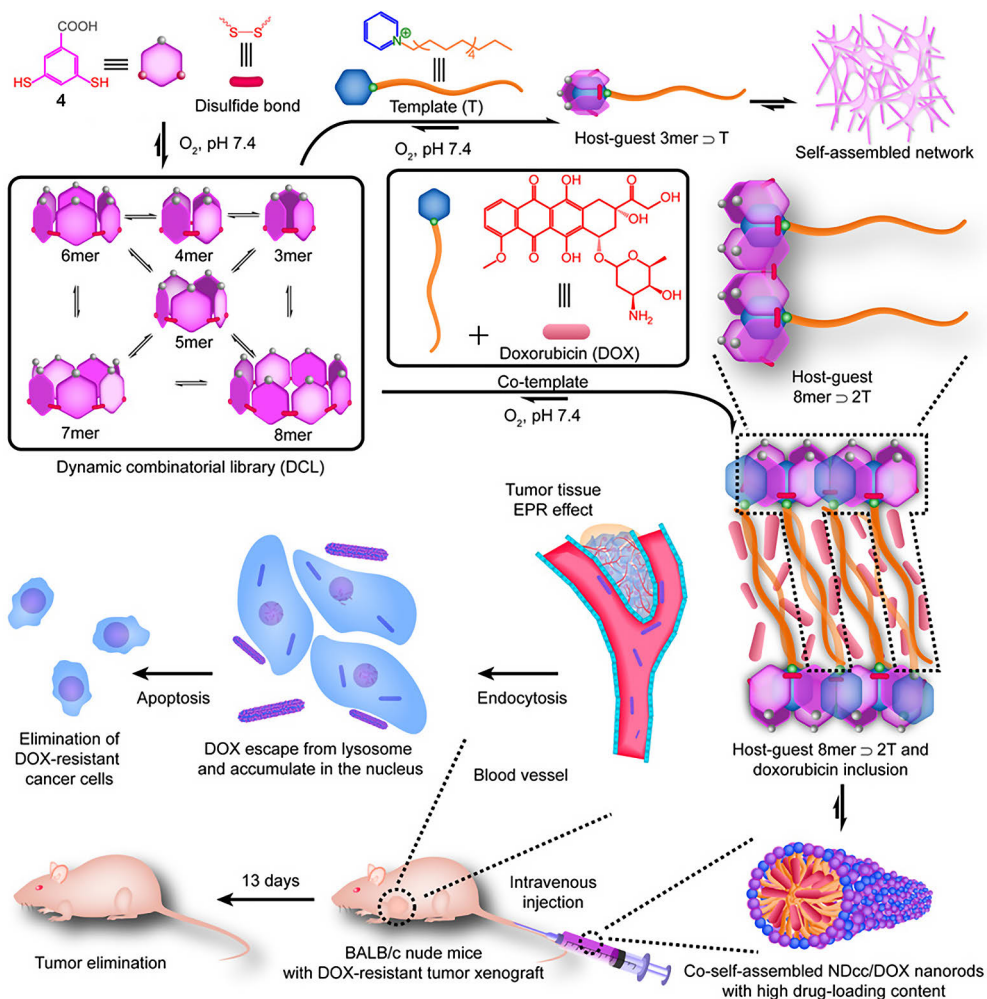 COOH
HS
SH
4
S–S
Disulfide bond
N
+
4
Template (T)
O2, pH 7.4
O2, pH 7.4
Host-guest 3mer ⊃ T
Self-assembled network
6mer
4mer
3mer
5mer
7mer
8mer
Dynamic combinatorial library (DCL)
O
OH
O
OH
OH
O
O
OH
O
O
OH
NH2
+
Doxorubicin (DOX)
Co-template
O2, pH 7.4
Host-guest
8mer ⊃ 2T
Tumor tissue
EPR effect
Apoptosis
Endocytosis
Elimination of
DOX-resistant
cancer cells
DOX escape from lysosome
and accumulate in the nucleus
Blood vessel
Host-guest 8mer ⊃ 2T and
doxorubicin inclusion
13 days
Intravenous
injection
Tumor elimination
BALB/c nude mice
with DOX-resistant tumor xenograft
Co-self-assembled NDcc/DOX nanorods
with high drug-loading content